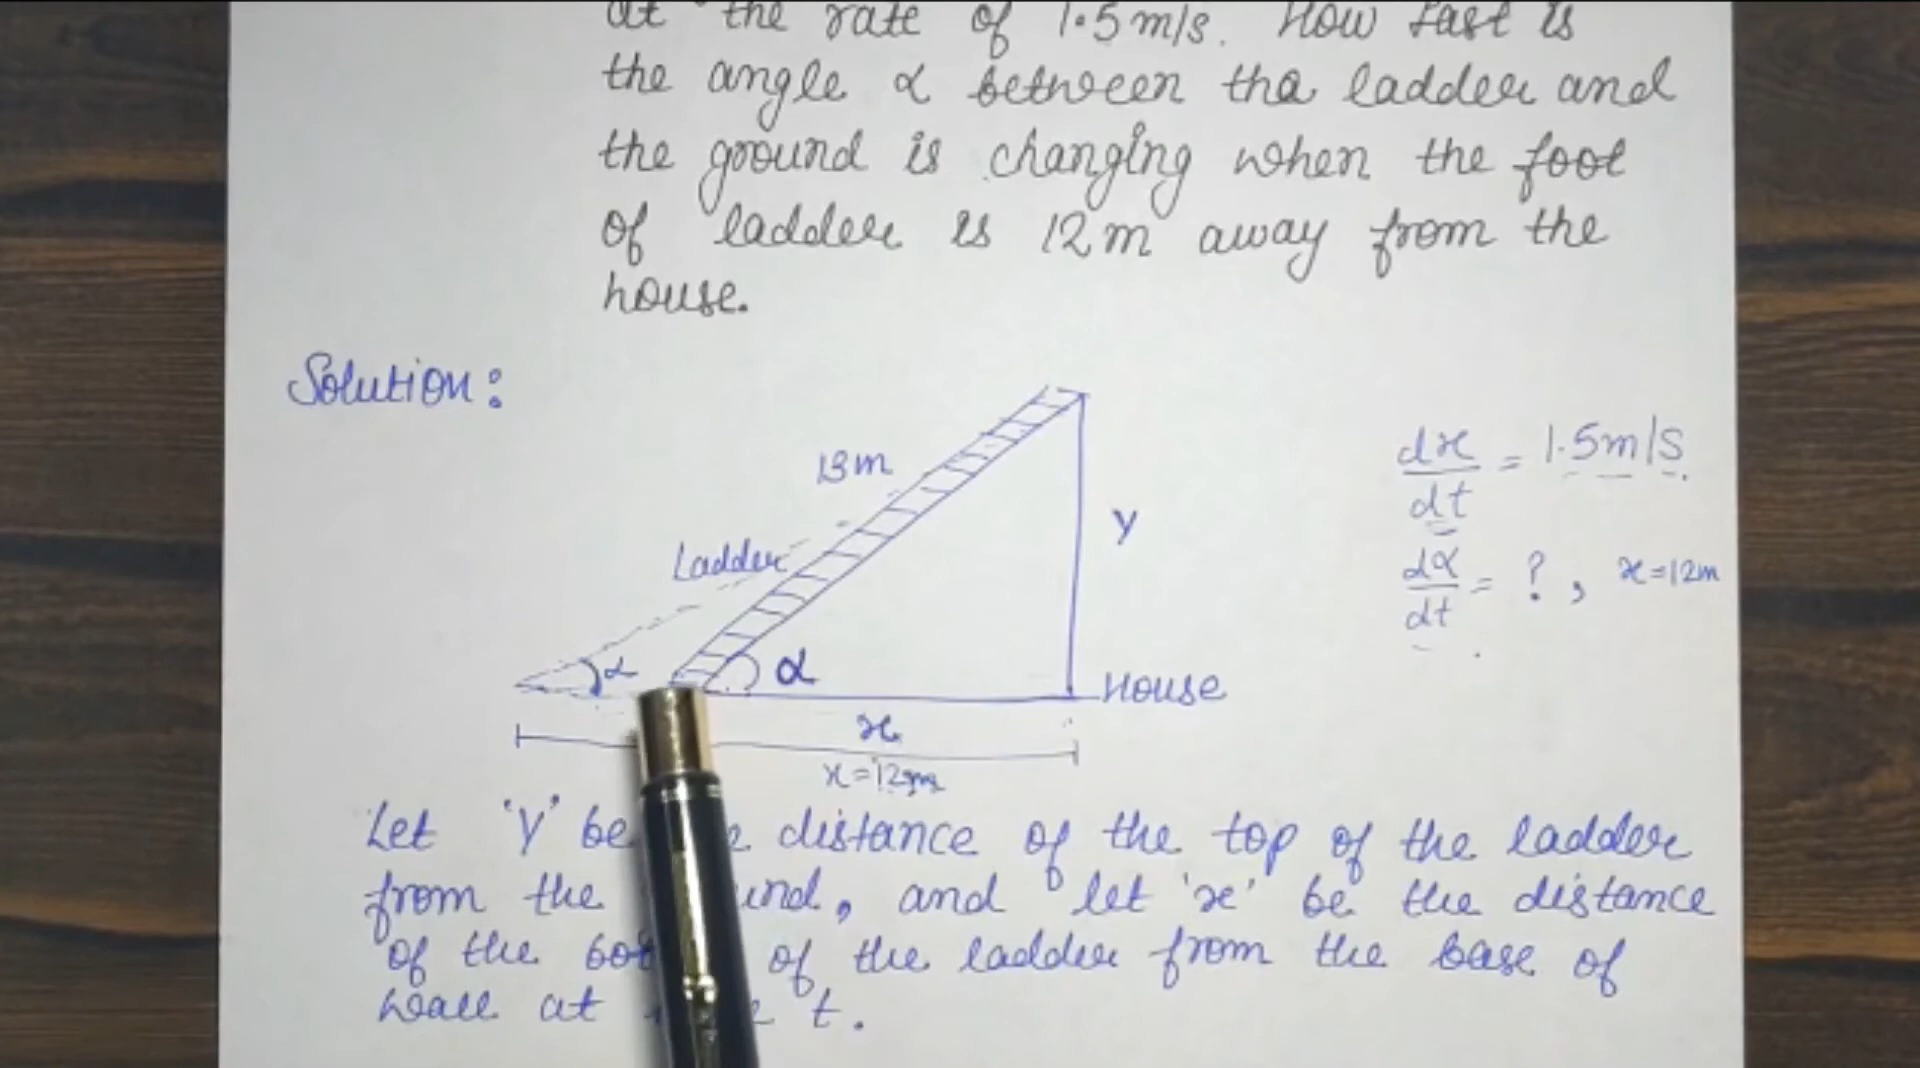 at the rate of 1.5m/s. How fast is
the angle α between the ladder and
the ground is changing when the foot
of ladder is 12m away from the
house.
Solution:
13m
Ladder
y
α
α
House
x
x=12m
dx/dt = 1.5m/s.
dα/dt = ? , x=12m
Let 'y' be distance of the top of the ladder
from the and let 'x' be the distance
of the of the ladder from the base of
wall at t.